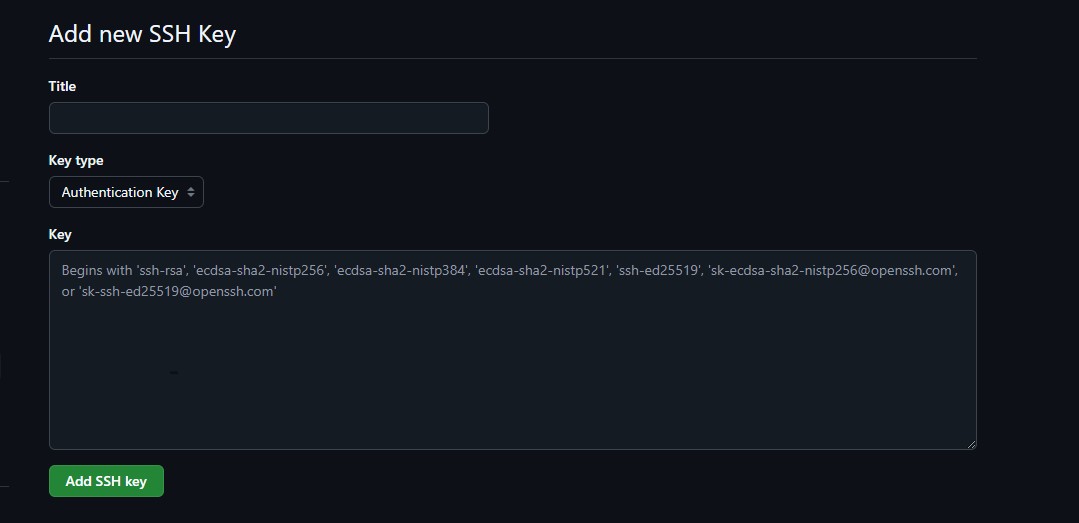 Add new SSH Key
Title
Key type
Authentication Key
Key
Begins with 'ssh-rsa', 'ecdsa-sha2-nistp256', 'ecdsa-sha2-nistp384', 'ecdsa-sha2-nistp521', 'ssh-ed25519', 'sk-ecdsa-sha2-nistp256@openssh.com',
or 'sk-ssh-ed25519@openssh.com'
Add SSH key